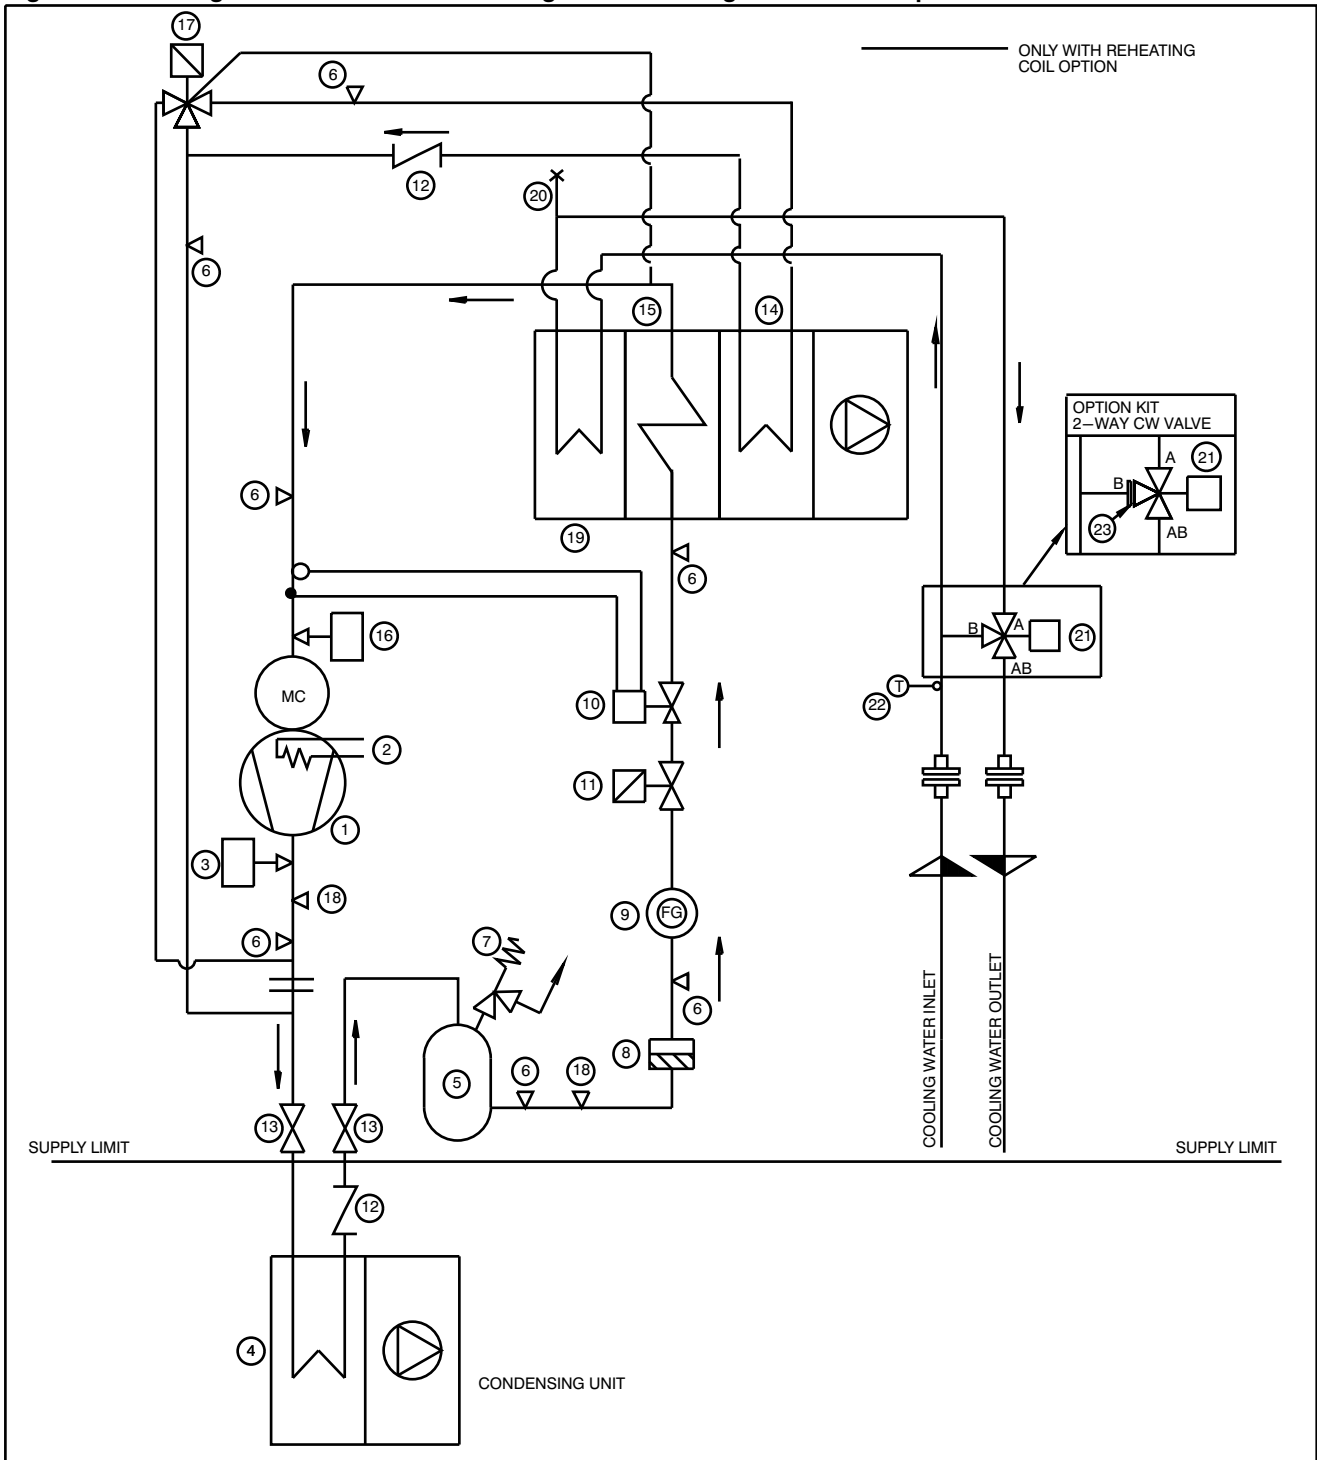 17
ONLY WITH REHEATING
COIL OPTION
6
12
20
6
15
14
OPTION KIT
2–WAY CW VALVE
A
21
B
23
AB
6
19
6
16
B
A
21
AB
MC
10
T
22
2
11
1
3
18
9
FG
6
7
6
8
6
18
5
COOLING WATER INLET
COOLING WATER OUTLET
13
13
SUPPLY LIMIT
SUPPLY LIMIT
12
4
CONDENSING UNIT